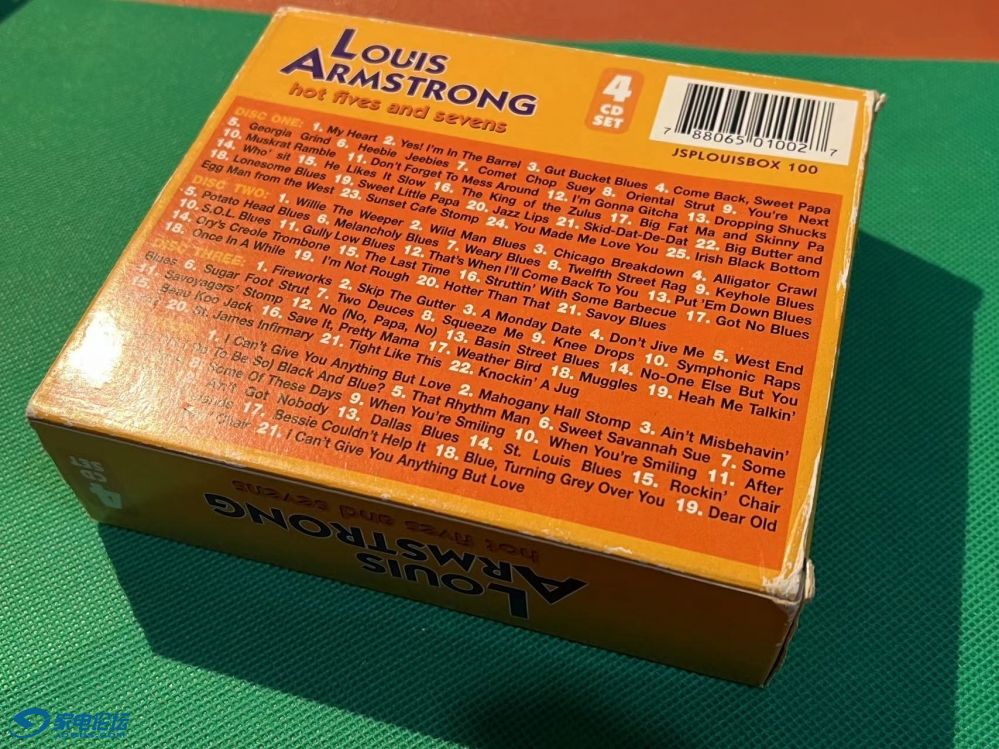 LOUIS
ARMSTRONG
hot fives and sevens
4
CD
SET
7 88065 01002 7
JSPLOUISBOX 100
DISC ONE: 1. My Heart 2. Yes! I'm In The Barrel 3. Gut Bucket Blues 4. Come Back, Sweet Papa
5. Georgia Grind 6. Heebie Jeebies 7. Comet Chop Suey 8. Oriental Strut 9. You're Next
10. Muskrat Ramble 11. Don't Forget To Mess Around 12. I'm Gonna Gitcha 13. Dropping Shucks
14. Who' sit 15. He Likes It Slow 16. The King of the Zulus 17. Big Fat Ma and Skinny Pa
18. Lonesome Blues 19. Sweet Little Papa 20. Jazz Lips 21. Skid-Dat-De-Dat 22. Big Butter and
Egg Man from the West 23. Sunset Cafe Stomp 24. You Made Me Love You 25. Irish Black Bottom
DISC TWO: 1. Willie The Weeper 2. Wild Man Blues 3. Chicago Breakdown 4. Alligator Crawl
5. Potato Head Blues 6. Melancholy Blues 7. Weary Blues 8. Twelfth Street Rag 9. Keyhole Blues
10. S.O.L. Blues 11. Gully Low Blues 12. That's When I'll Come Back To You 13. Put 'Em Down Blues
14. Ory's Creole Trombone 15. The Last Time 16. Struttin' With Some Barbecue 17. Got No Blues
18. Once In A While 19. I'm Not Rough 20. Hotter Than That 21. Savoy Blues
DISC THREE: 1. Fireworks 2. Skip The Gutter 3. A Monday Date 4. Don't Jive Me 5. West End
Blues 6. Sugar Foot Strut 7. Two Deuces 8. Squeeze Me 9. Knee Drops 10. Symphonic Raps
11. Savoyagers' Stomp 12. No (No, Papa, No) 13. Basin Street Blues 14. No-One Else But You
15. Beau Koo Jack 16. Save It, Pretty Mama 17. Weather Bird 18. Muggles 19. Heah Me Talkin'
20. St. James Infirmary 21. Tight Like This 22. Knockin' A Jug
1. I Can't Give You Anything But Love 2. Mahogany Hall Stomp 3. Ain't Misbehavin'
To Be So) Black And Blue? 5. That Rhythm Man 6. Sweet Savannah Sue 7. Some
8. Some Of These Days 9. When You're Smiling 10. When You're Smiling 11. After
Ain't Got Nobody 13. Dallas Blues 14. St. Louis Blues 15. Rockin' Chair
17. Bessie Couldn't Help It 18. Blue, Turning Grey Over You 19. Dear Old
Chair 21. I Can't Give You Anything But Love
LOUIS
ARMSTRONG
hot fives and sevens
4
CD
SET
家电论坛